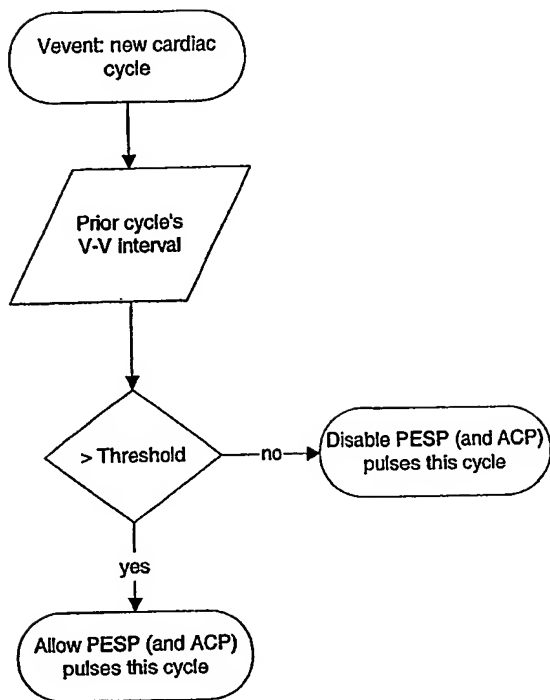 Vevent: new cardiac
cycle
Prior cycle's
V-V interval
> Threshold
no
Disable PESP (and ACP)
pulses this cycle
yes
Allow PESP (and ACP)
pulses this cycle